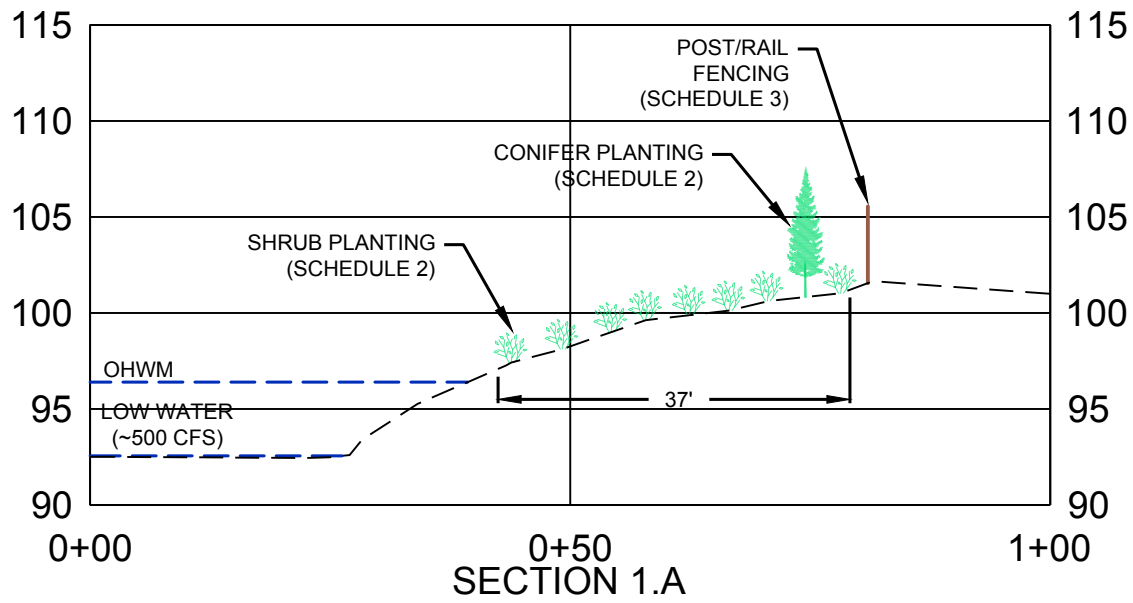 115
115
POST/RAIL
FENCING
(SCHEDULE 3)
110
110
CONIFER PLANTING
(SCHEDULE 2)
105
105
SHRUB PLANTING
(SCHEDULE 2)
100
100
OHWM
95
95
37'
LOW WATER
(~500 CFS)
90
90
0+00
0+50
1+00
SECTION 1.A